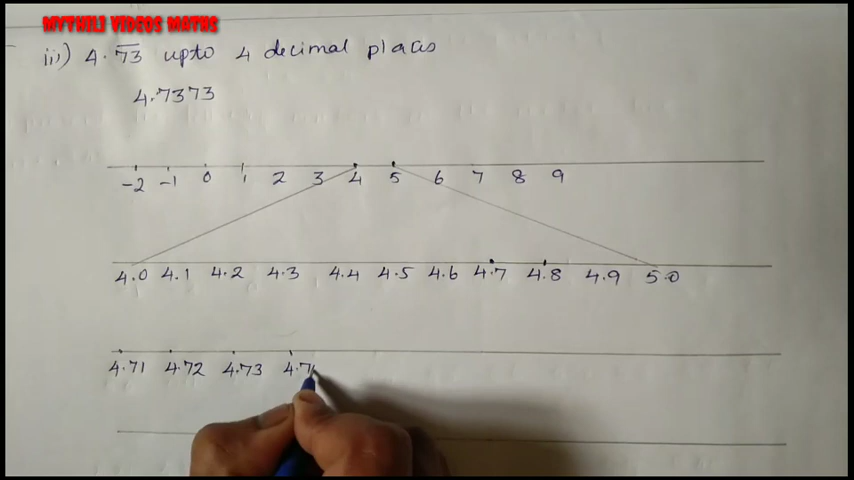 MYTHILI VIDEOS MATHS
iii) 4.7̅3̅ upto 4 decimal places
4.7373
-2 -1 0 1 2 3 4 5 6 7 8 9
4.0 4.1 4.2 4.3 4.4 4.5 4.6 4.7 4.8 4.9 5.0
4.71 4.72 4.73